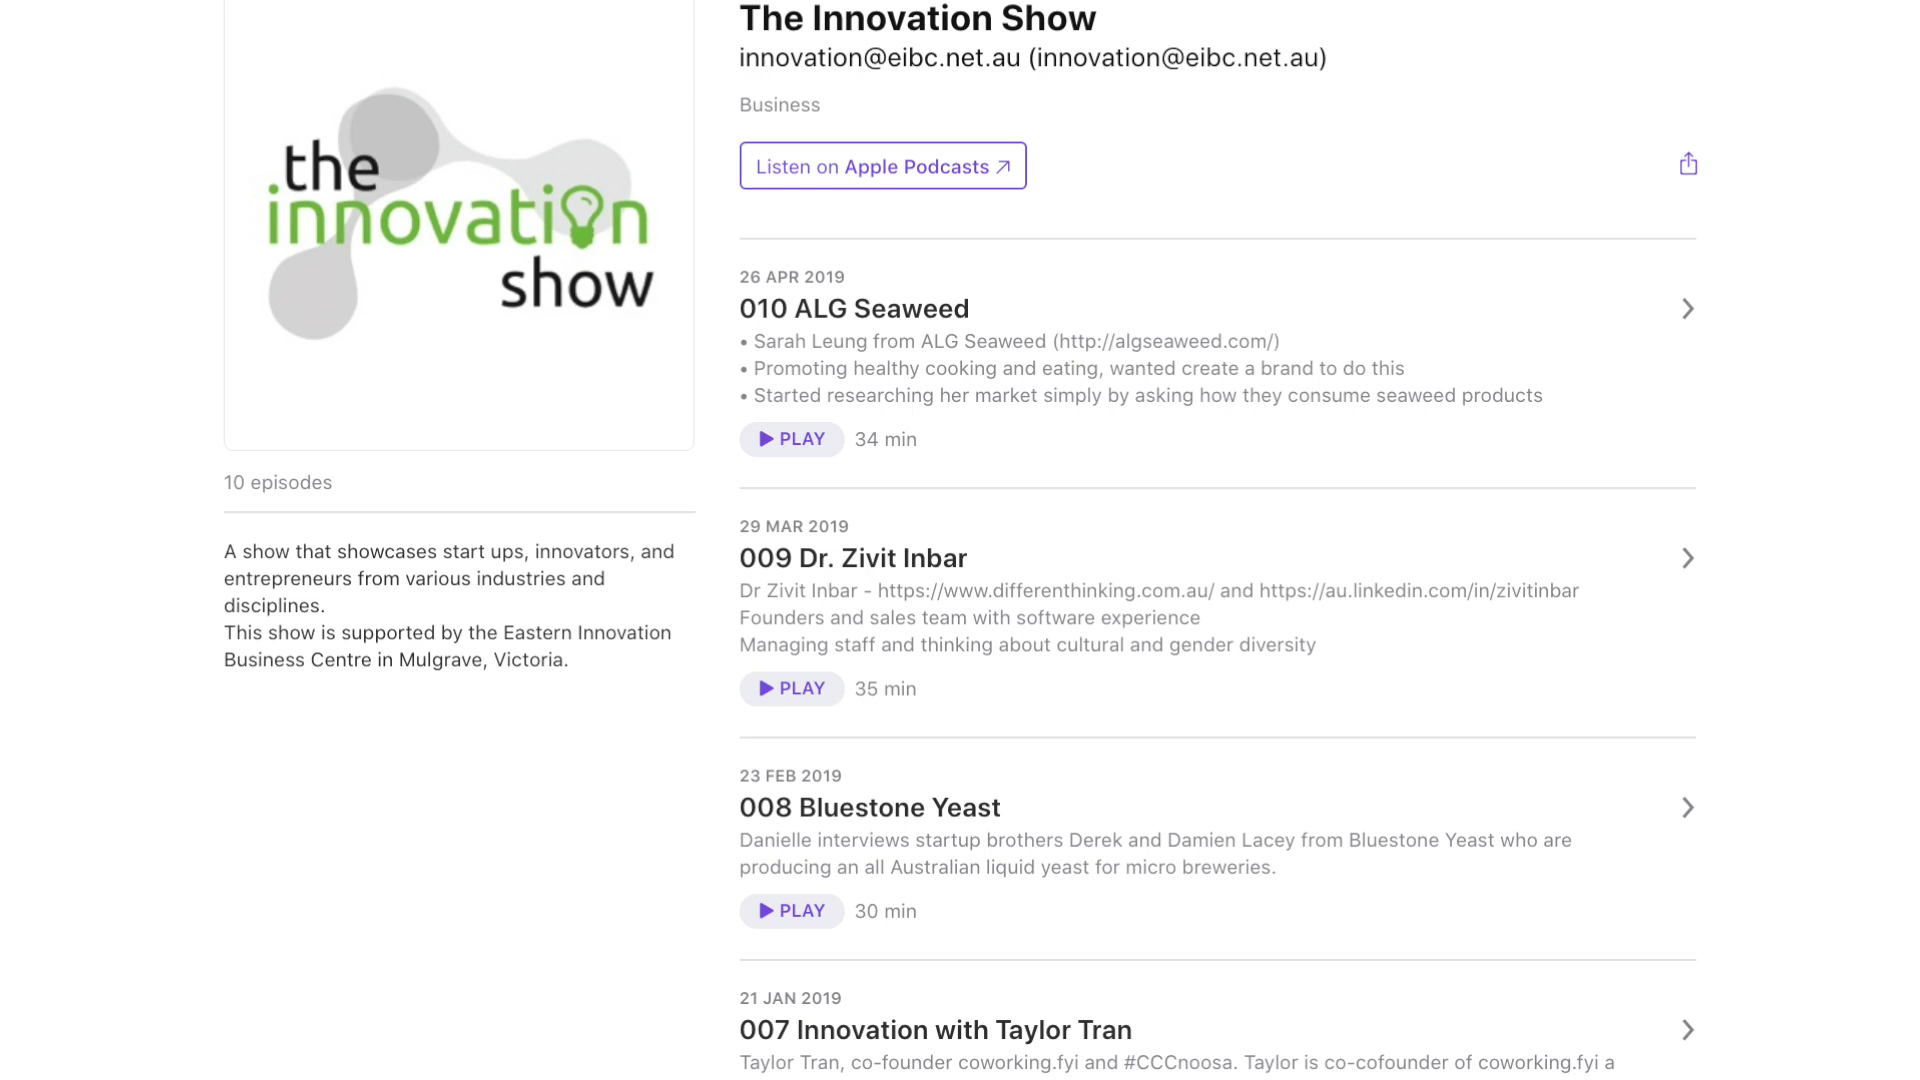 the
innovation
show
10 episodes
A show that showcases start ups, innovators, and
entrepreneurs from various industries and
disciplines.
This show is supported by the Eastern Innovation
Business Centre in Mulgrave, Victoria.
The Innovation Show
innovation@eibc.net.au (innovation@eibc.net.au)
Business
Listen on Apple Podcasts ↗
26 APR 2019
010 ALG Seaweed
• Sarah Leung from ALG Seaweed (http://algseaweed.com/)
• Promoting healthy cooking and eating, wanted create a brand to do this
• Started researching her market simply by asking how they consume seaweed products
PLAY 34 min
29 MAR 2019
009 Dr. Zivit Inbar
Dr Zivit Inbar - https://www.differenthinking.com.au/ and https://au.linkedin.com/in/zivitinbar
Founders and sales team with software experience
Managing staff and thinking about cultural and gender diversity
PLAY 35 min
23 FEB 2019
008 Bluestone Yeast
Danielle interviews startup brothers Derek and Damien Lacey from Bluestone Yeast who are
producing an all Australian liquid yeast for micro breweries.
PLAY 30 min
21 JAN 2019
007 Innovation with Taylor Tran
Taylor Tran, co-founder coworking.fyi and #CCCnoosa. Taylor is co-cofounder of coworking.fyi a